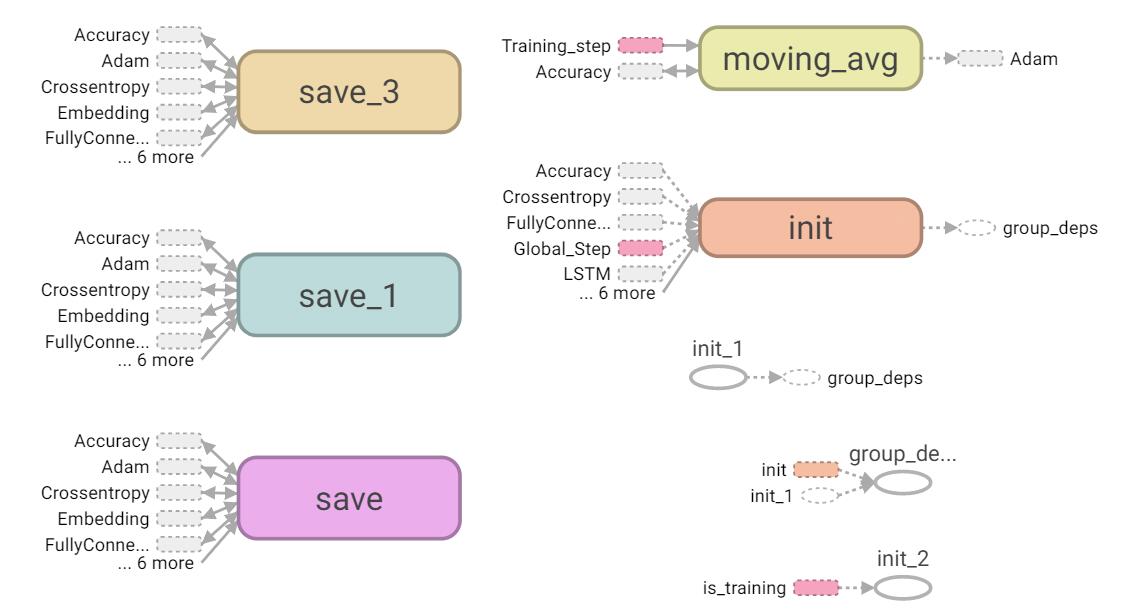 Accuracy
Adam
Crossentropy
Embedding
FullyConne...
... 6 more
save_3
Accuracy
Adam
Crossentropy
Embedding
FullyConne...
... 6 more
save_1
Accuracy
Adam
Crossentropy
Embedding
FullyConne...
... 6 more
save
Training_step
Accuracy
moving_avg
Adam
Accuracy
Crossentropy
FullyConne...
Global_Step
LSTM
... 6 more
init
group_deps
init_1
group_deps
group_de...
init
init_1
init_2
is_training